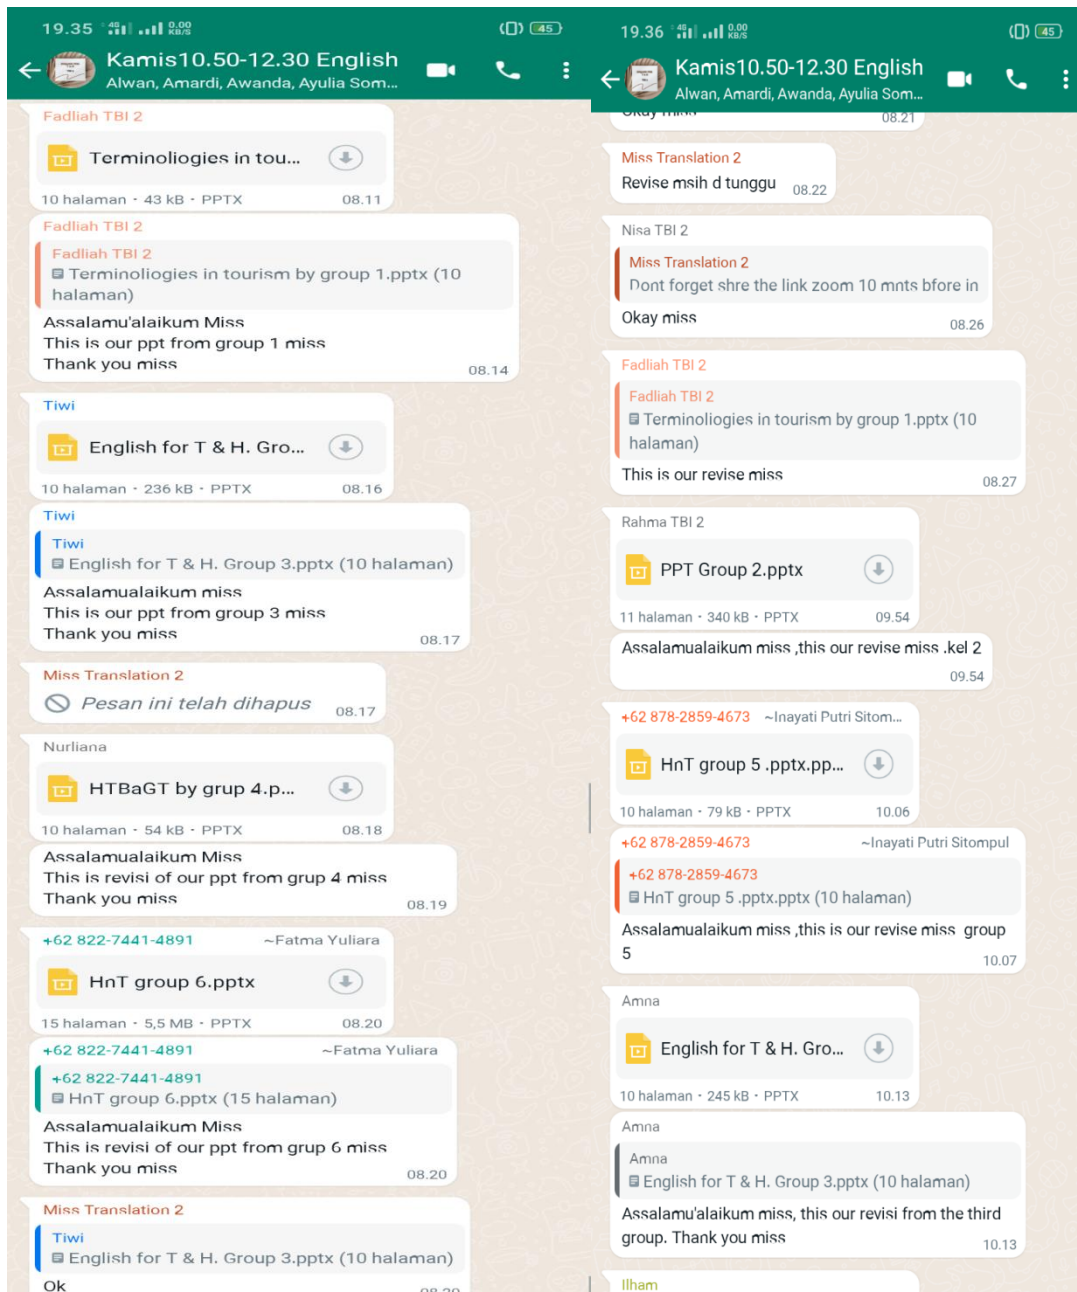 19.35 0.00 KB/S 45
Kamis10.50-12.30 English
Alwan, Amardi, Awanda, Ayulia Som...
Fadliah TBI 2
Terminoliogies in tou...
10 halaman · 43 kB · PPTX 08.11
Fadliah TBI 2
Fadliah TBI 2
Terminoliogies in tourism by group 1.pptx (10
halaman)
Assalamu'alaikum Miss
This is our ppt from group 1 miss
Thank you miss
08.14
Tiwi
English for T & H. Gro...
10 halaman · 236 kB · PPTX 08.16
Tiwi
Tiwi
English for T & H. Group 3.pptx (10 halaman)
Assalamualaikum miss
This is our ppt from group 3 miss
Thank you miss
08.17
Miss Translation 2
Pesan ini telah dihapus 08.17
Nurliana
HTBaGT by grup 4.p...
10 halaman · 54 kB · PPTX 08.18
Assalamualaikum Miss
This is revisi of our ppt from grup 4 miss
Thank you miss
08.19
+62 822-7441-4891 ~Fatma Yuliara
HnT group 6.pptx
15 halaman · 5,5 MB · PPTX 08.20
+62 822-7441-4891 ~Fatma Yuliara
+62 822-7441-4891
HnT group 6.pptx (15 halaman)
Assalamualaikum Miss
This is revisi of our ppt from grup 6 miss
Thank you miss
08.20
Miss Translation 2
Tiwi
English for T & H. Group 3.pptx (10 halaman)
Ok
19.36 0.00 KB/S 45
Kamis10.50-12.30 English
Alwan, Amardi, Awanda, Ayulia Som...
Okay miss
08.21
Miss Translation 2
Revise msih d tunggu 08.22
Nisa TBI 2
Miss Translation 2
Dont forget shre the link zoom 10 mnts bfore in
Okay miss
08.26
Fadliah TBI 2
Fadliah TBI 2
Terminoliogies in tourism by group 1.pptx (10
halaman)
This is our revise miss
08.27
Rahma TBI 2
PPT Group 2.pptx
11 halaman · 340 kB · PPTX 09.54
Assalamualaikum miss ,this our revise miss .kel 2
09.54
+62 878-2859-4673 ~Inayati Putri Sitom...
HnT group 5 .pptx.pp...
10 halaman · 79 kB · PPTX 10.06
+62 878-2859-4673 ~Inayati Putri Sitompul
+62 878-2859-4673
HnT group 5 .pptx.pptx (10 halaman)
Assalamualaikum miss ,this is our revise miss group
5
10.07
Amna
English for T & H. Gro...
10 halaman · 245 kB · PPTX 10.13
Amna
Amna
English for T & H. Group 3.pptx (10 halaman)
Assalamu'alaikum miss, this our revisi from the third
group. Thank you miss
10.13
Ilham